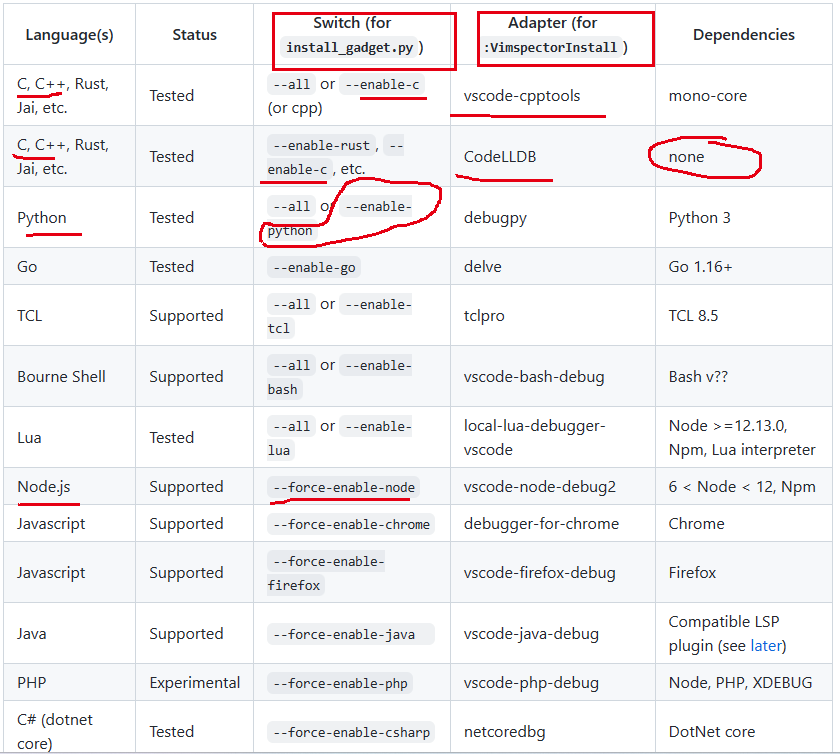 Language(s) Status Switch (for install_gadget.py ) Adapter (for :VimspectorInstall ) Dependencies
C, C++, Rust, Jai, etc. Tested --all or --enable-c (or cpp) vscode-cpptools mono-core
C, C++, Rust, Jai, etc. Tested --enable-rust , --enable-c , etc. CodeLLDB none
Python Tested --all or --enable-python debugpy Python 3
Go Tested --enable-go delve Go 1.16+
TCL Supported --all or --enable-tcl tclpro TCL 8.5
Bourne Shell Supported --all or --enable-bash vscode-bash-debug Bash v??
Lua Tested --all or --enable-lua local-lua-debugger-vscode Node >=12.13.0, Npm, Lua interpreter
Node.js Supported --force-enable-node vscode-node-debug2 6 < Node < 12, Npm
Javascript Supported --force-enable-chrome debugger-for-chrome Chrome
Javascript Supported --force-enable-firefox vscode-firefox-debug Firefox
Java Supported --force-enable-java vscode-java-debug Compatible LSP plugin (see later)
PHP Experimental --force-enable-php vscode-php-debug Node, PHP, XDEBUG
C# (dotnet core) Tested --force-enable-csharp netcoredbg DotNet core